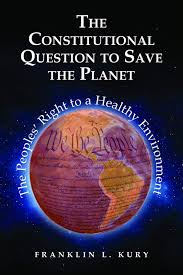 THE
CONSTITUTIONAL
QUESTION TO SAVE
THE PLANET
The Peoples' Right to a Healthy Environment
We the People
FRANKLIN L. KURY